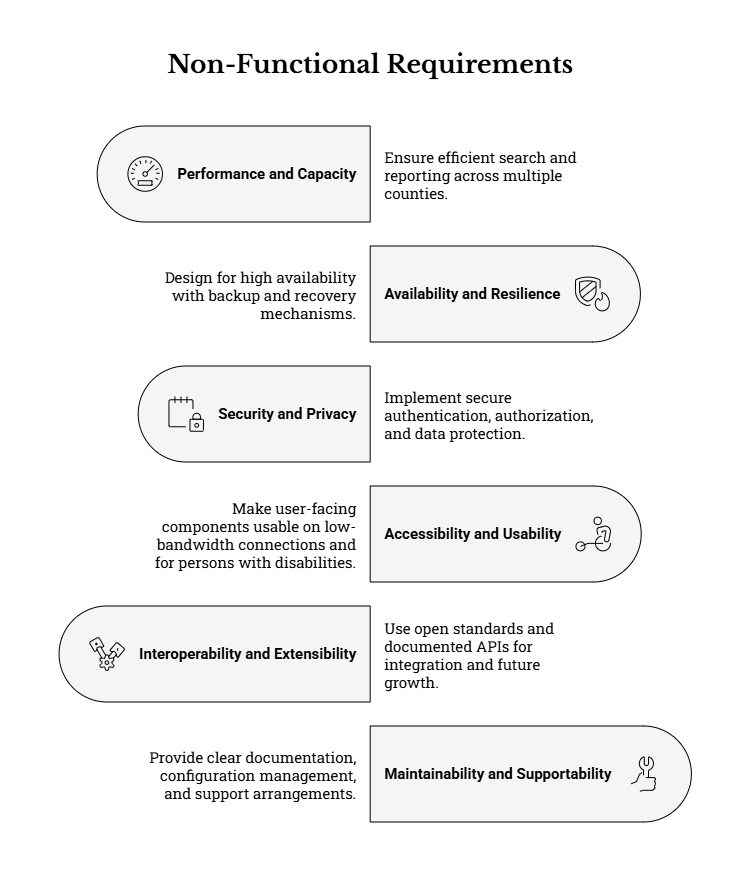 Non-Functional Requirements
Performance and Capacity
Ensure efficient search and
reporting across multiple
counties.
Design for high availability
with backup and recovery
mechanisms.
Availability and Resilience
Security and Privacy
Implement secure
authentication, authorization,
and data protection.
Make user-facing
components usable on low-
bandwidth connections and
for persons with disabilities.
Accessibility and Usability
Interoperability and Extensibility
Use open standards and
documented APIs for
integration and future
growth.
Provide clear documentation,
configuration management,
and support arrangements.
Maintainability and Supportability